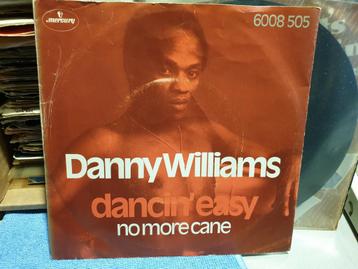 mercury
6008 505
Danny Williams
dancin' easy
no more cane